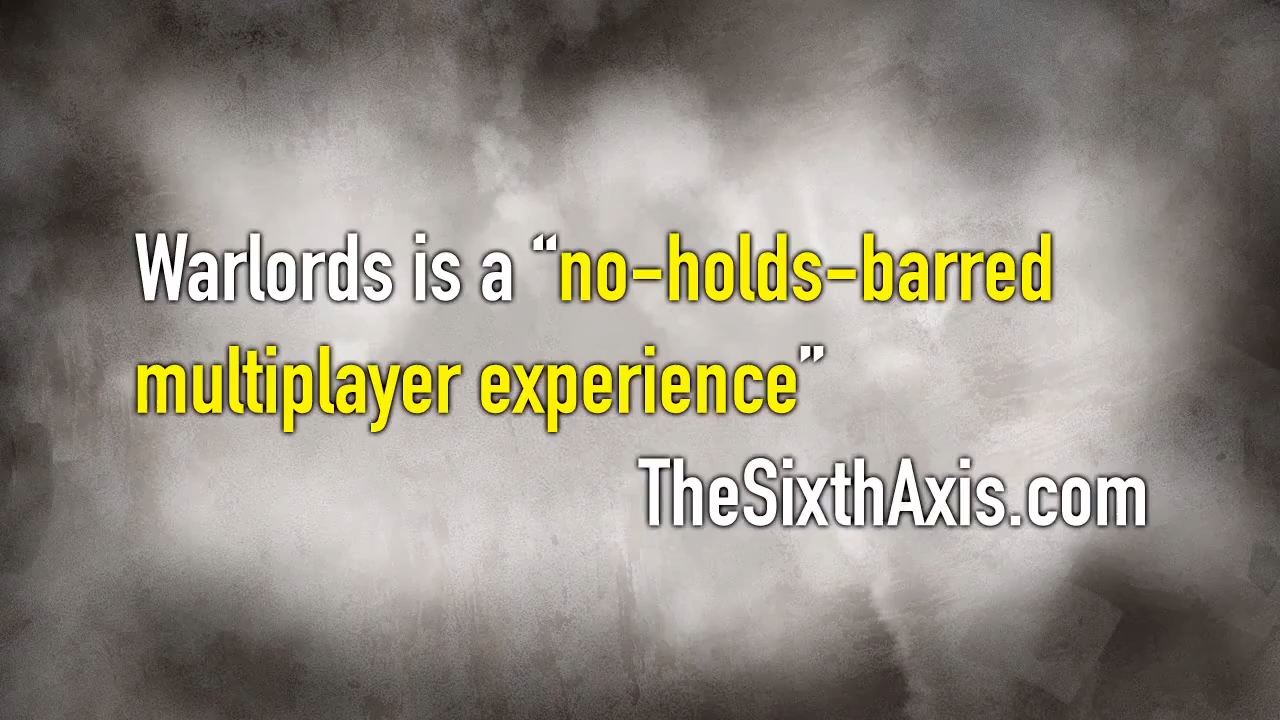 Warlords is a “no-holds-barred
multiplayer experience”
TheSixthAxis.com